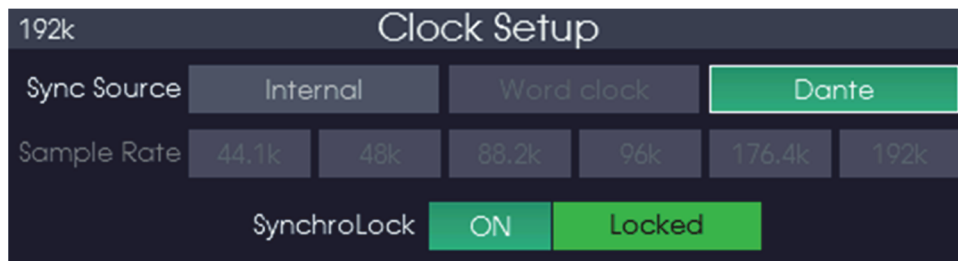 192k Clock Setup
Sync Source Internal Word clock Dante
Sample Rate 44.1k 48k 88.2k 96k 176.4k 192k
SynchroLock ON Locked